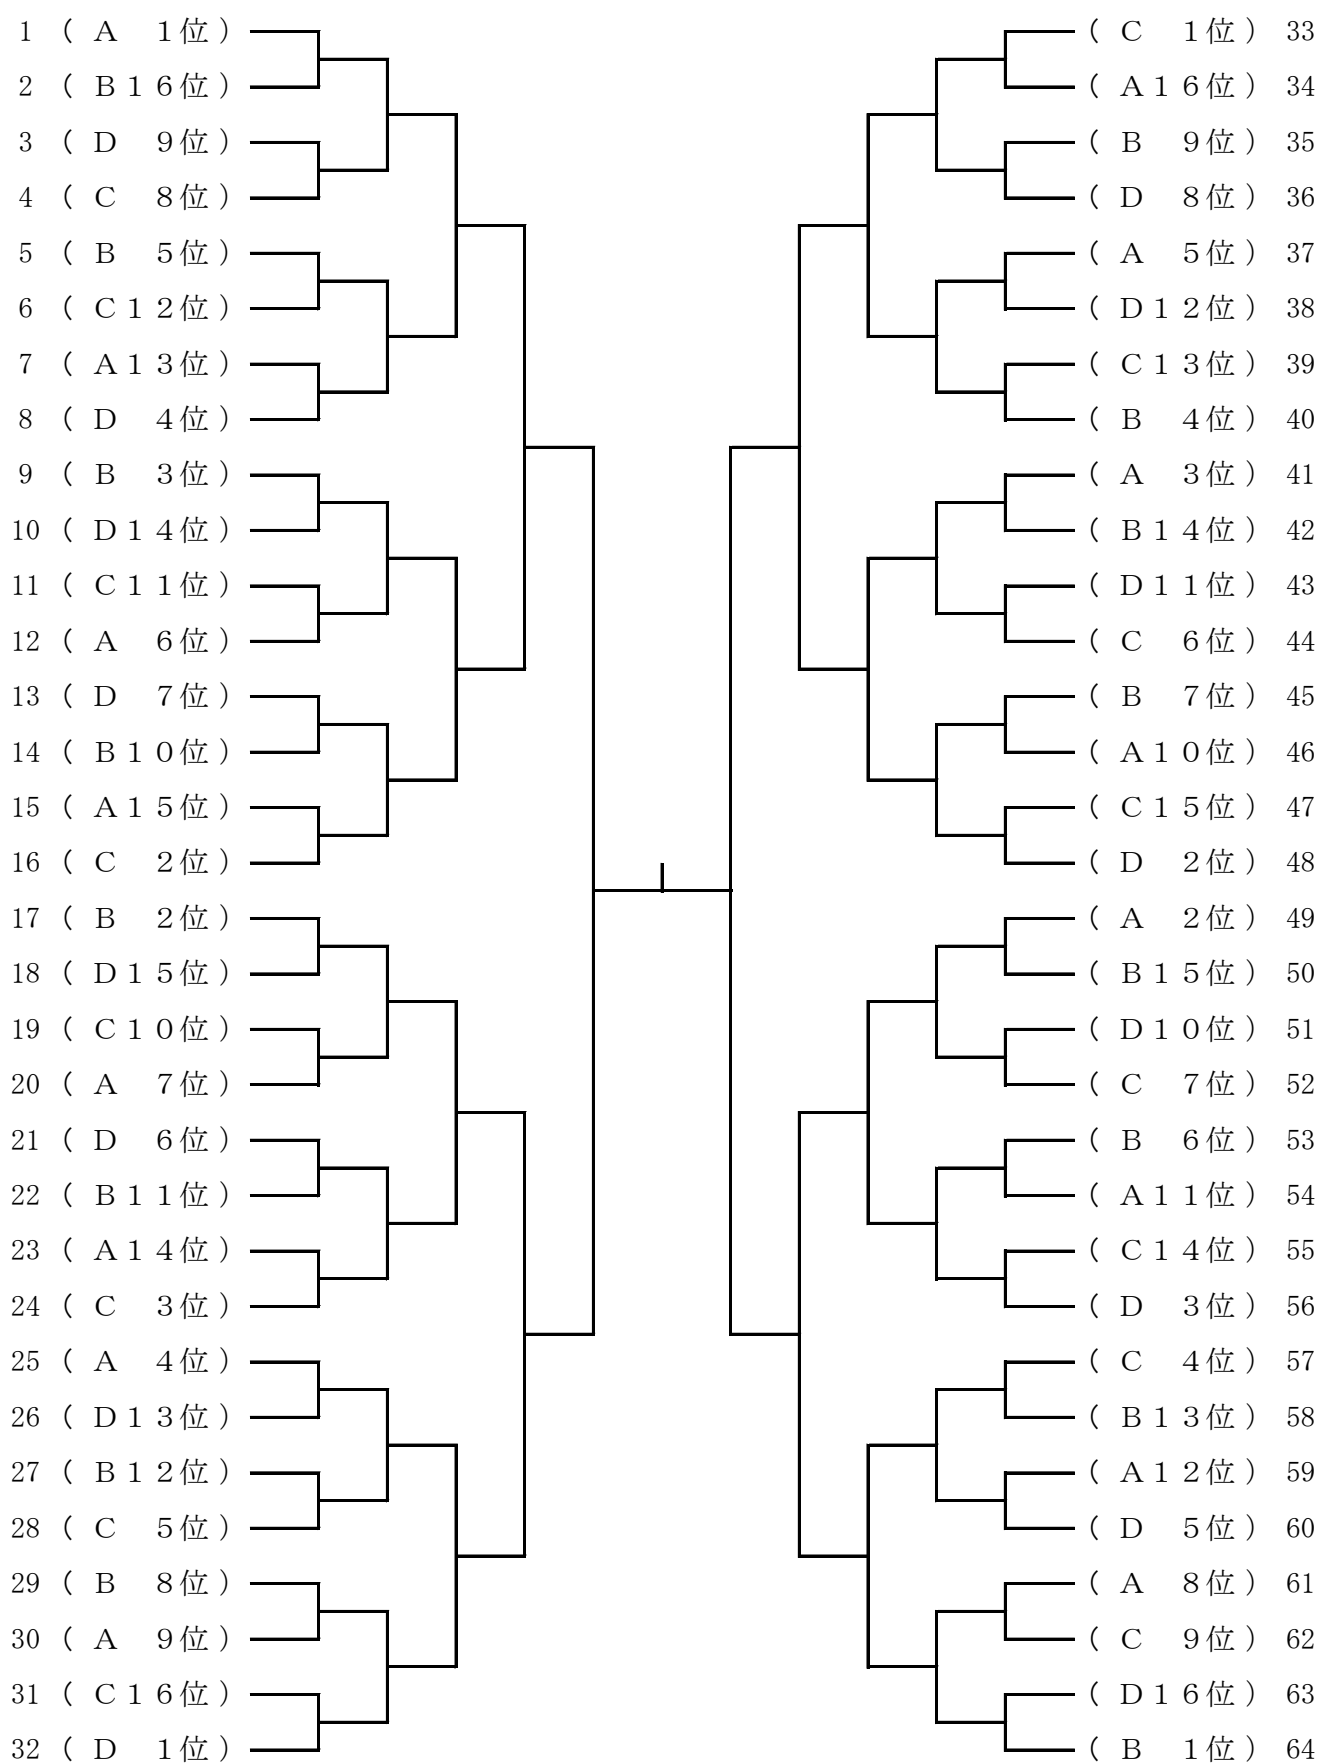 1 （ Ａ　１位） （ Ｃ　１位） 33
2 （ Ｂ１６位） （ Ａ１６位） 34
3 （ Ｄ　９位） （ Ｂ　９位） 35
4 （ Ｃ　８位） （ Ｄ　８位） 36
5 （ Ｂ　５位） （ Ａ　５位） 37
6 （ Ｃ１２位） （ Ｄ１２位） 38
7 （ Ａ１３位） （ Ｃ１３位） 39
8 （ Ｄ　４位） （ Ｂ　４位） 40
9 （ Ｂ　３位） （ Ａ　３位） 41
10 （ Ｄ１４位） （ Ｂ１４位） 42
11 （ Ｃ１１位） （ Ｄ１１位） 43
12 （ Ａ　６位） （ Ｃ　６位） 44
13 （ Ｄ　７位） （ Ｂ　７位） 45
14 （ Ｂ１０位） （ Ａ１０位） 46
15 （ Ａ１５位） （ Ｃ１５位） 47
16 （ Ｃ　２位） （ Ｄ　２位） 48
17 （ Ｂ　２位） （ Ａ　２位） 49
18 （ Ｄ１５位） （ Ｂ１５位） 50
19 （ Ｃ１０位） （ Ｄ１０位） 51
20 （ Ａ　７位） （ Ｃ　７位） 52
21 （ Ｄ　６位） （ Ｂ　６位） 53
22 （ Ｂ１１位） （ Ａ１１位） 54
23 （ Ａ１４位） （ Ｃ１４位） 55
24 （ Ｃ　３位） （ Ｄ　３位） 56
25 （ Ａ　４位） （ Ｃ　４位） 57
26 （ Ｄ１３位） （ Ｂ１３位） 58
27 （ Ｂ１２位） （ Ａ１２位） 59
28 （ Ｃ　５位） （ Ｄ　５位） 60
29 （ Ｂ　８位） （ Ａ　８位） 61
30 （ Ａ　９位） （ Ｃ　９位） 62
31 （ Ｃ１６位） （ Ｄ１６位） 63
32 （ Ｄ　１位） （ Ｂ　１位） 64